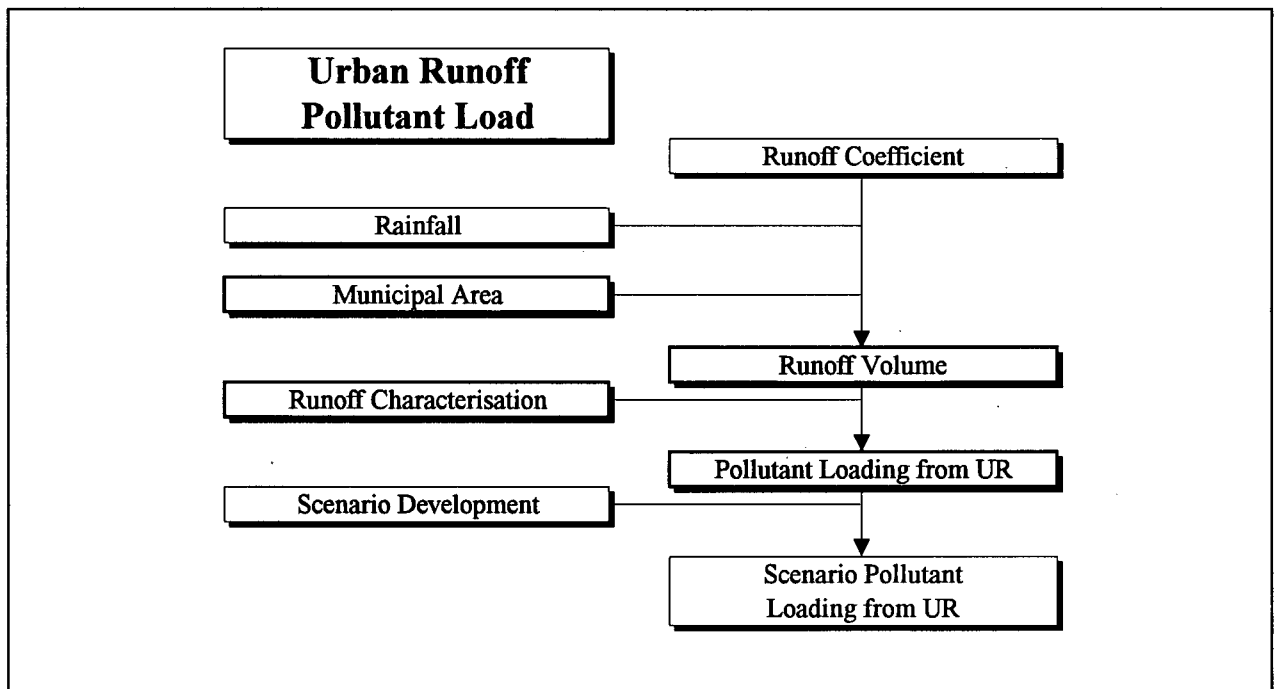 Urban Runoff
Pollutant Load
Runoff Coefficient
Rainfall
Municipal Area
Runoff Volume
Runoff Characterisation
Pollutant Loading from UR
Scenario Development
Scenario Pollutant
Loading from UR